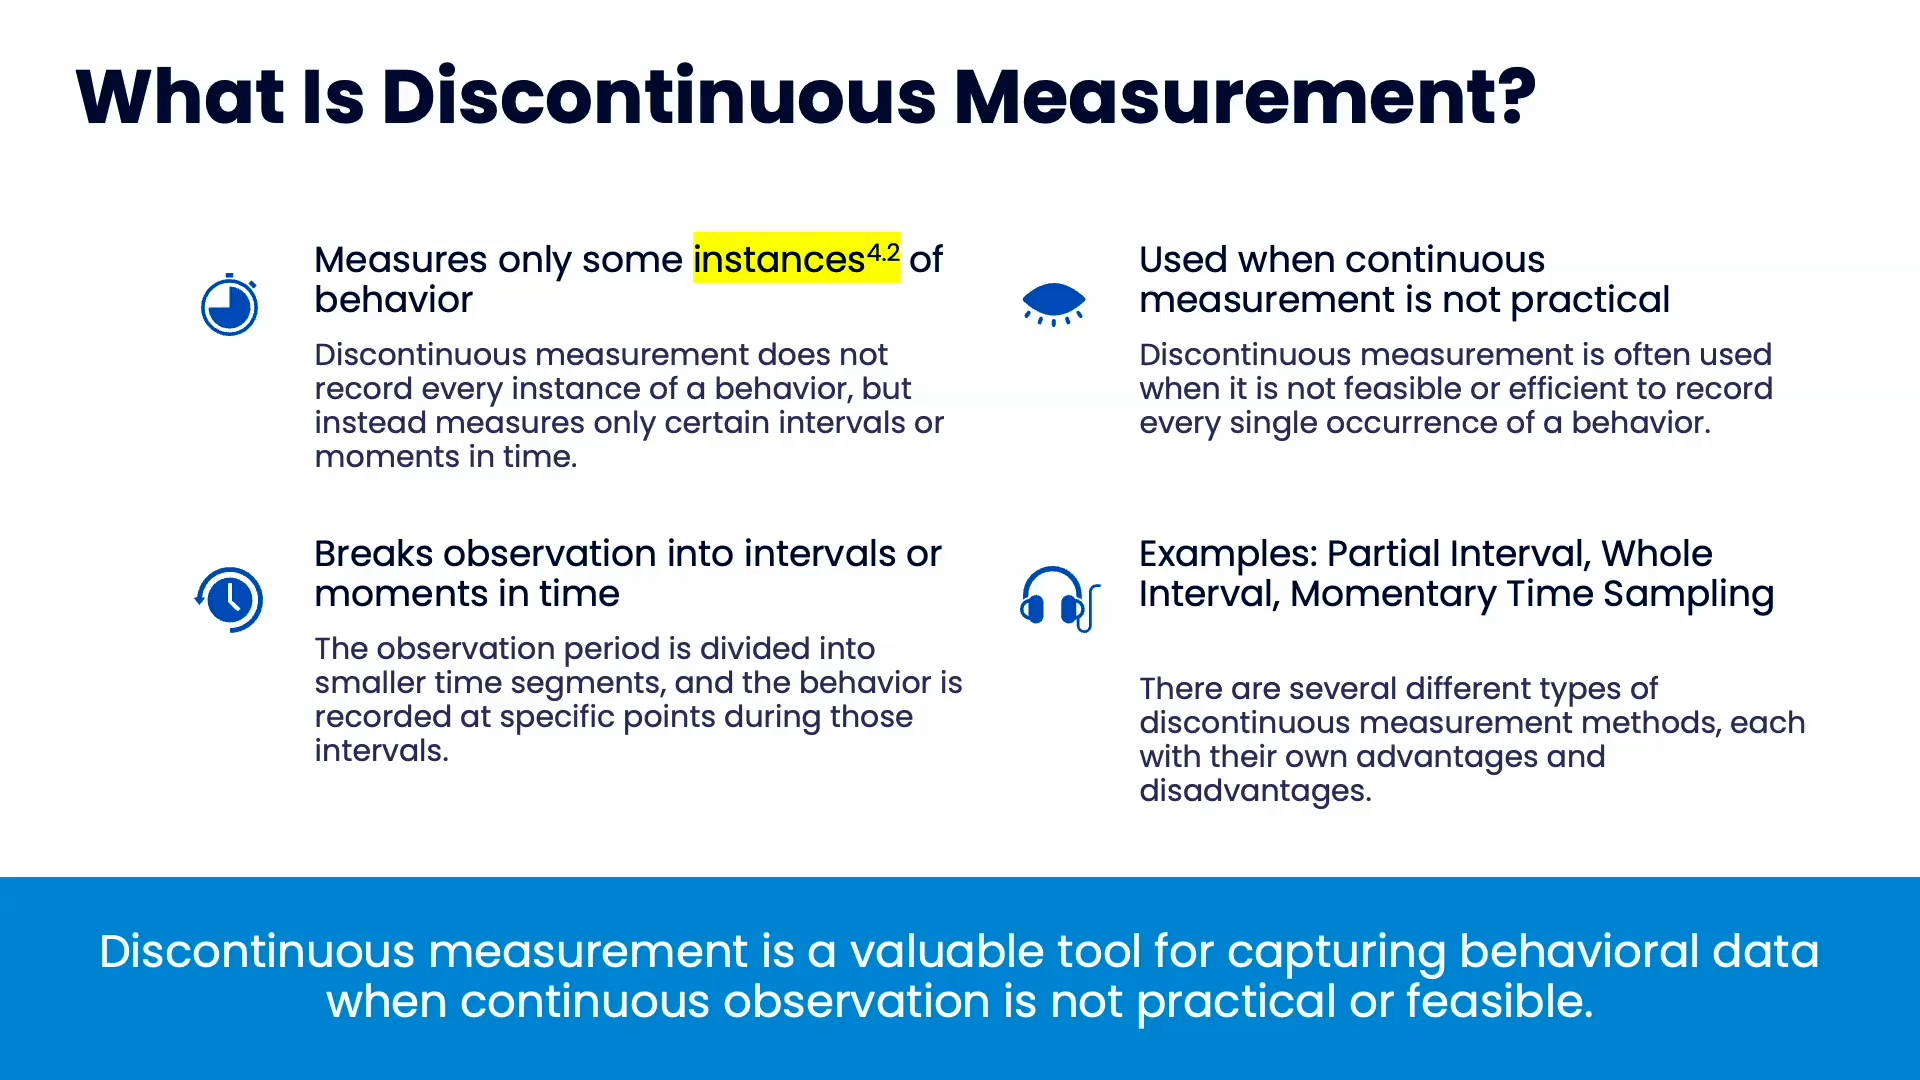 What Is Discontinuous Measurement?
Measures only some instances4.2 of
behavior
Discontinuous measurement does not
record every instance of a behavior, but
instead measures only certain intervals or
moments in time.
Used when continuous
measurement is not practical
Discontinuous measurement is often used
when it is not feasible or efficient to record
every single occurrence of a behavior.
Breaks observation into intervals or
moments in time
The observation period is divided into
smaller time segments, and the behavior is
recorded at specific points during those
intervals.
Examples: Partial Interval, Whole
Interval, Momentary Time Sampling
There are several different types of
discontinuous measurement methods, each
with their own advantages and
disadvantages.
Discontinuous measurement is a valuable tool for capturing behavioral data
when continuous observation is not practical or feasible.